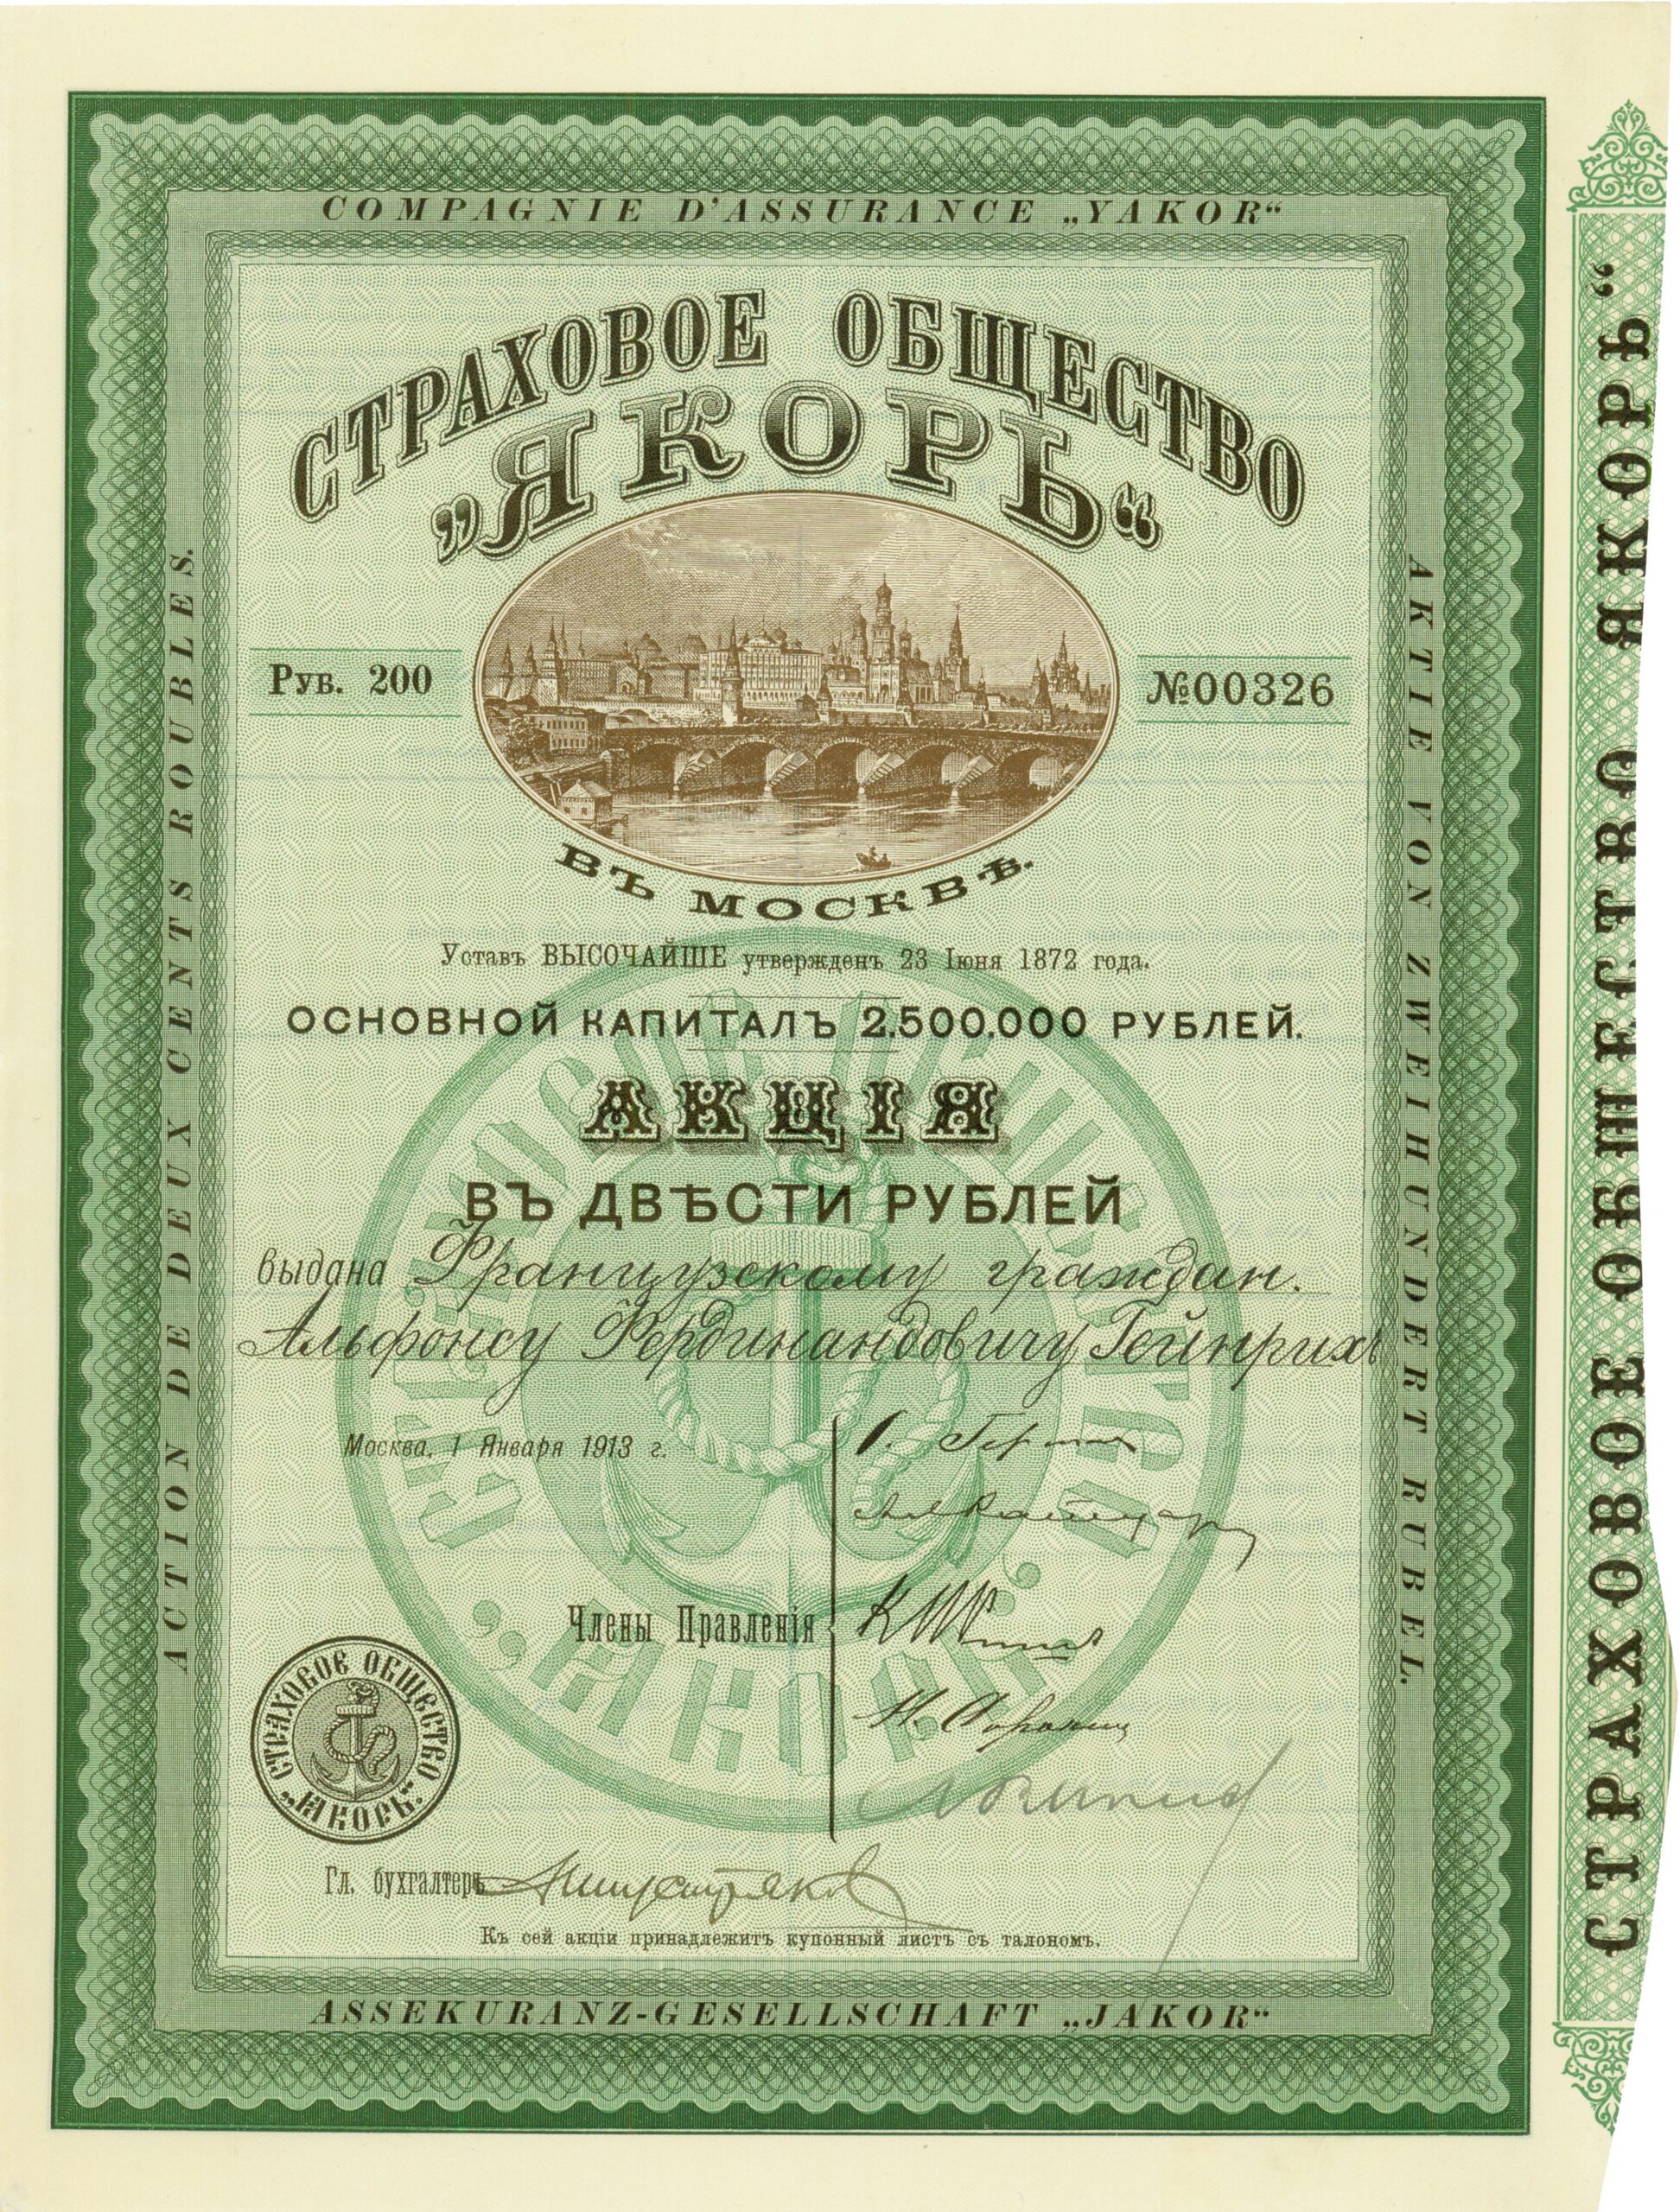 COMPAGNIE D'ASSURANCE „YAKOR“
СТРАХОВОЕ ОБЩЕСТВО
„ЯКОРЬ“
Руб. 200
№00326
ВЪ МОСКВѢ.
Уставъ ВЫСОЧАЙШЕ утвержденъ 23 Іюня 1872 года.
ОСНОВНОЙ КАПИТАЛЪ 2.500.000 РУБЛЕЙ.
АКЦІЯ
ВЪ ДВѢСТИ РУБЛЕЙ
выдана Французскому граждан.
Альфонсу Фердинандовичу Гейнрихъ
Москва, 1 Января 1913 г.
Члены Правленія
СТРАХОВОЕ ОБЩЕСТВО
„ЯКОРЬ“
Гл. бухгалтеръ
Къ сей акціи принадлежитъ купонный листъ съ талономъ.
ASSEKURANZ-GESELLSCHAFT „JAKOR“
ACTION DE DEUX CENTS ROUBLES.
AKTIE VON ZWEIHUNDERT RUBEL.
СТРАХОВОЕ ОБЩЕСТВО ЯКОРЬ“